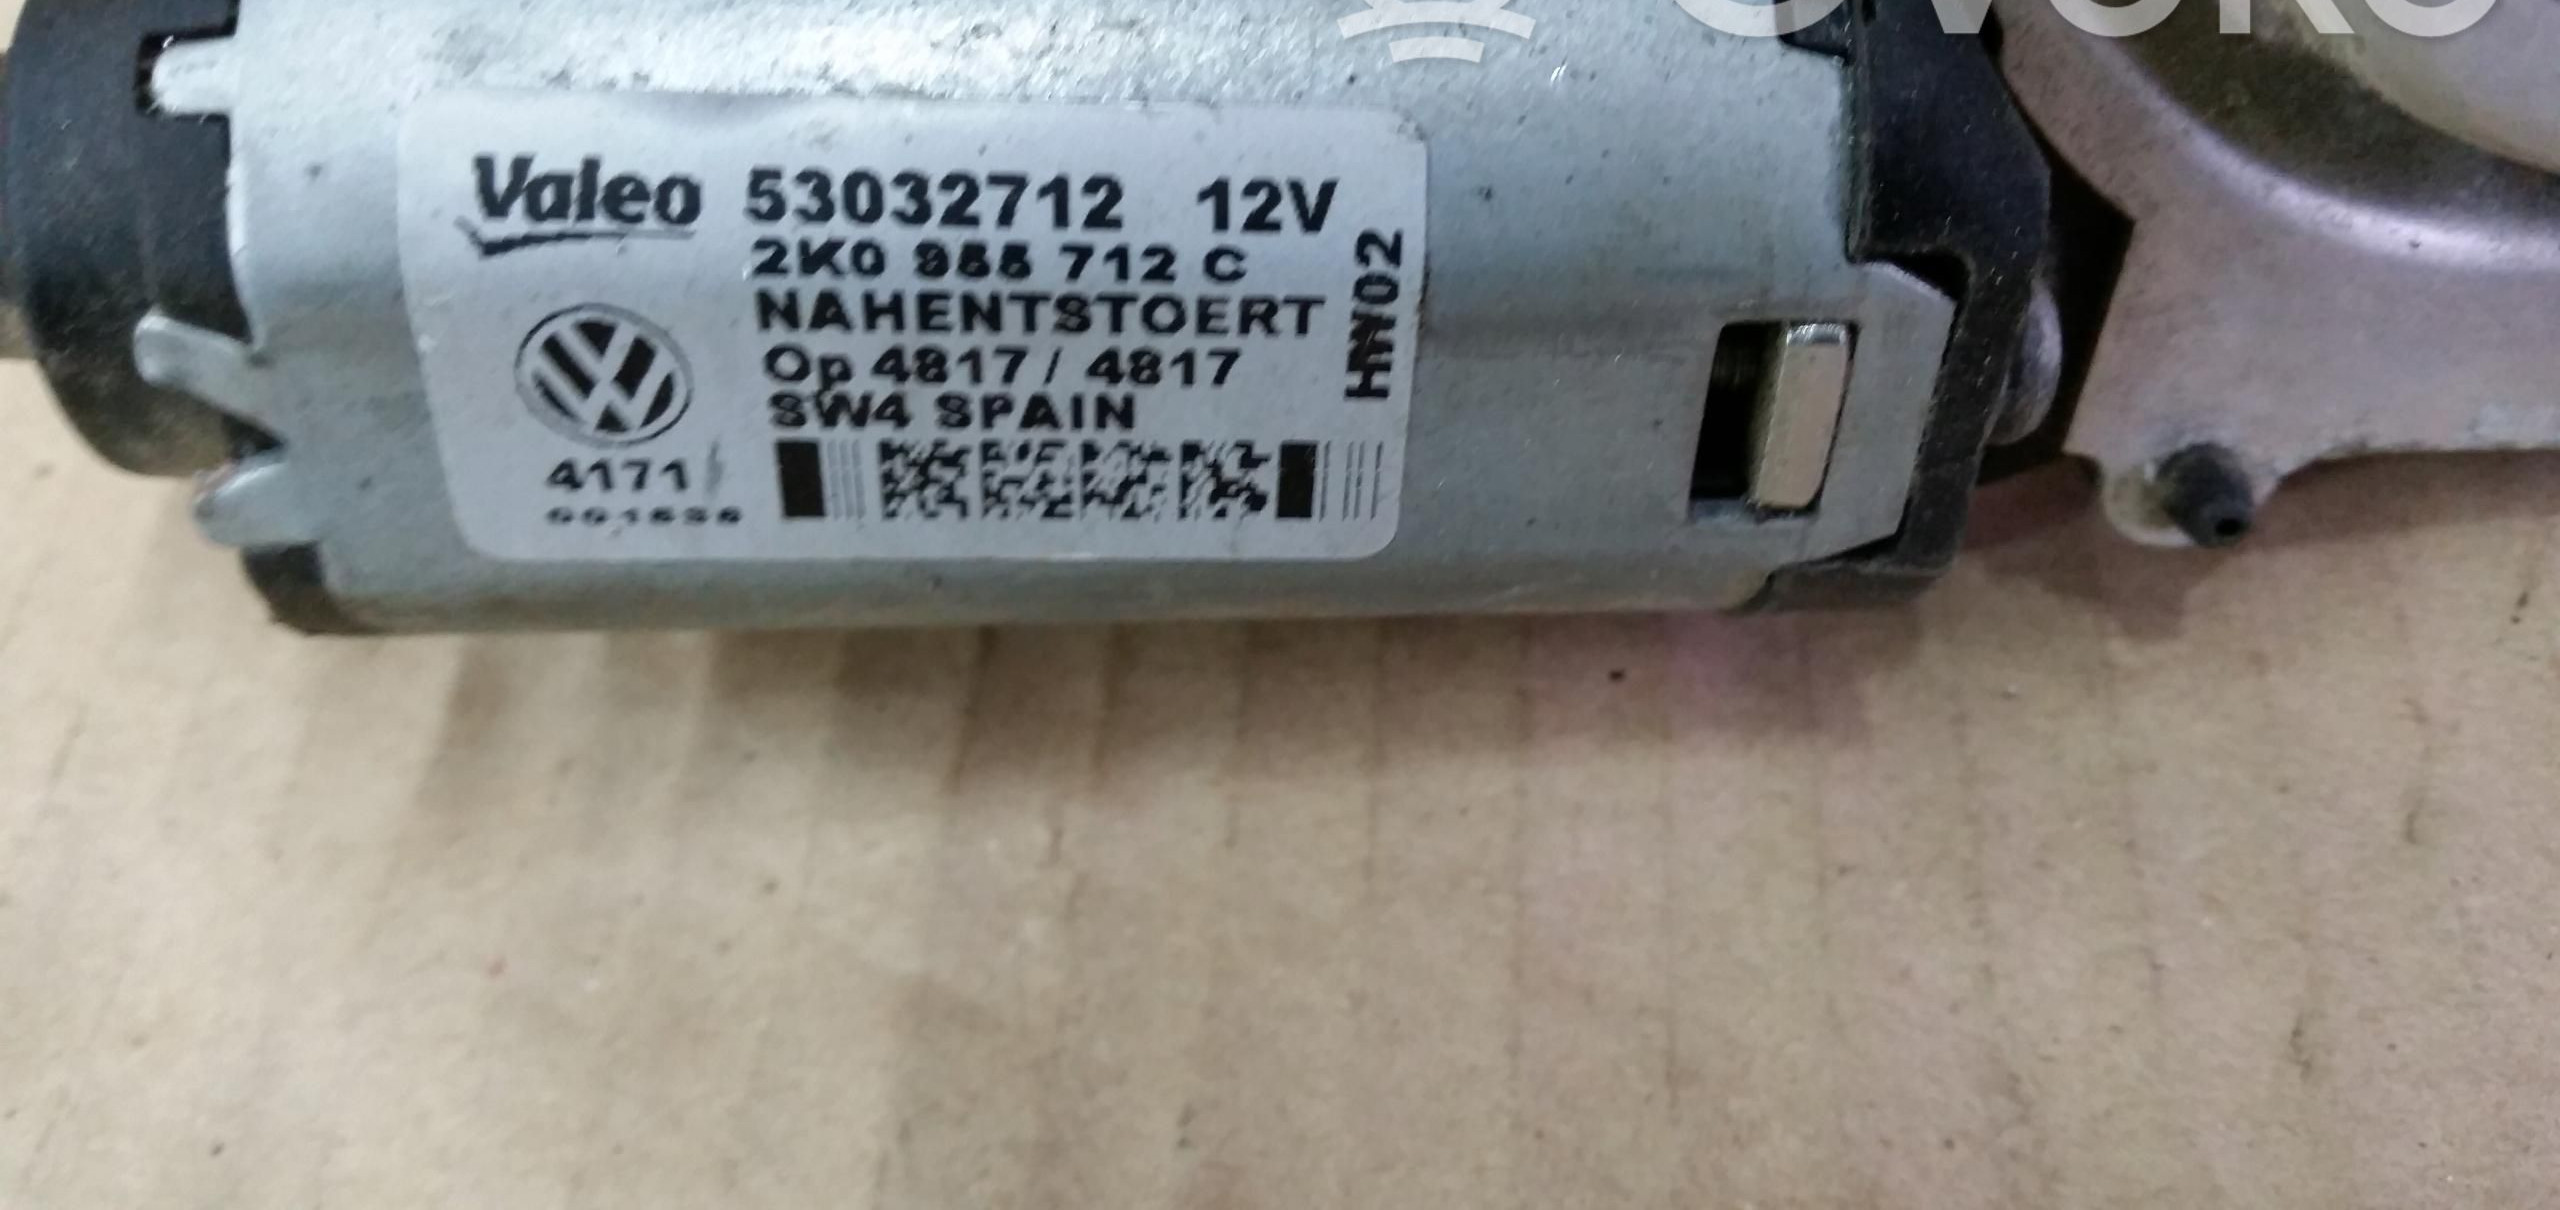 Valeo 53032712 12V
2K0 955 712 C
NAHENTSTOERT
Op 4817 / 4817
SW4 SPAIN
HW02
4171